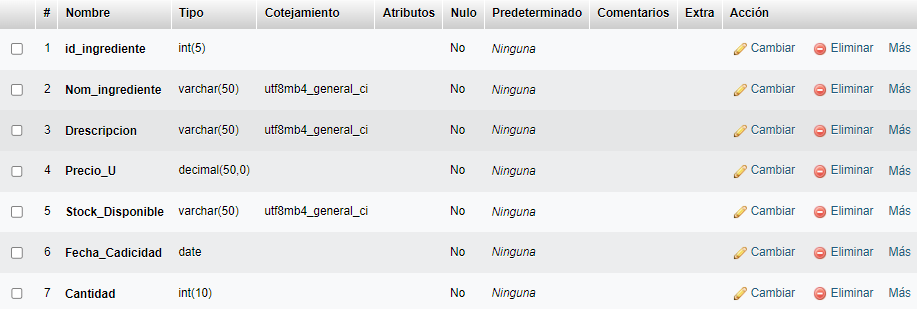 # Nombre Tipo Cotejamiento Atributos Nulo Predeterminado Comentarios Extra Acción
1 id_ingrediente int(5) No Ninguna Cambiar Eliminar Más
2 Nom_ingrediente varchar(50) utf8mb4_general_ci No Ninguna Cambiar Eliminar Más
3 Drescripcion varchar(50) utf8mb4_general_ci No Ninguna Cambiar Eliminar Más
4 Precio_U decimal(50,0) No Ninguna Cambiar Eliminar Más
5 Stock_Disponible varchar(50) utf8mb4_general_ci No Ninguna Cambiar Eliminar Más
6 Fecha_Cadicidad date No Ninguna Cambiar Eliminar Más
7 Cantidad int(10) No Ninguna Cambiar Eliminar Más